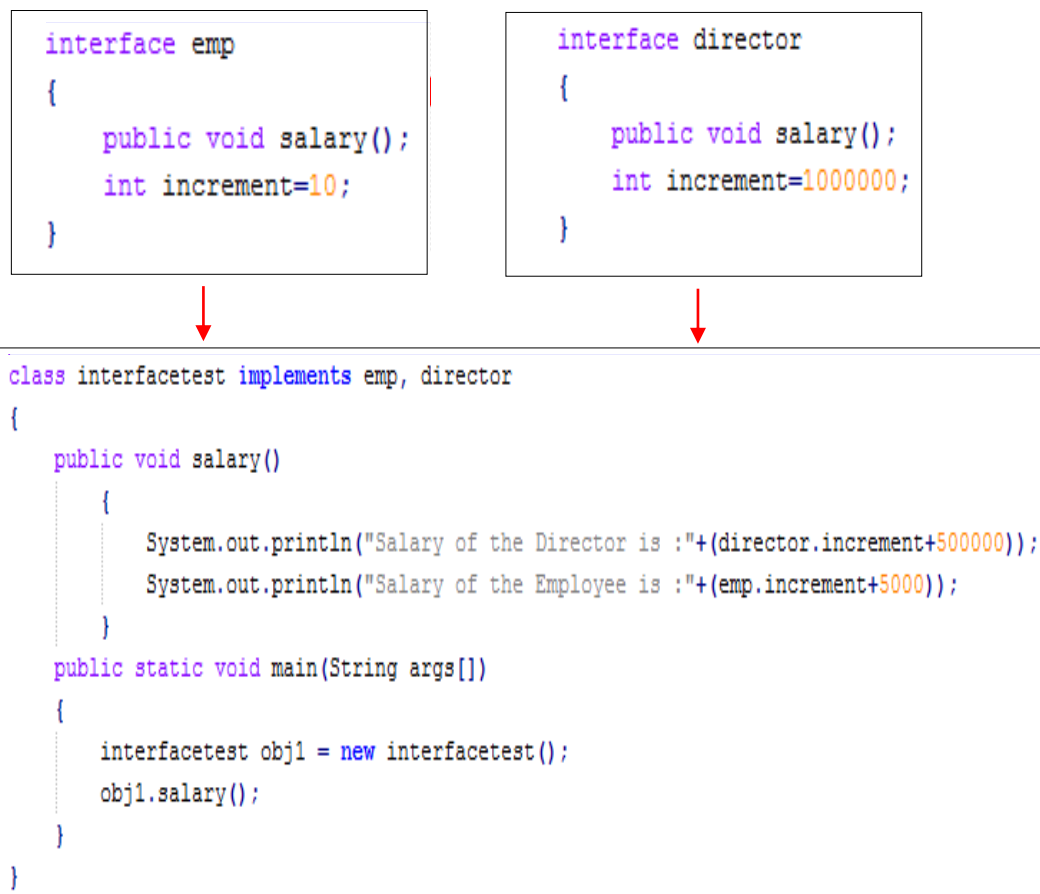 interface emp
{
public void salary();
int increment=10;
}
interface director
{
public void salary();
int increment=1000000;
}
class interfacetest implements emp, director
{
public void salary()
{
System.out.println("Salary of the Director is :"+(director.increment+500000));
System.out.println("Salary of the Employee is :"+(emp.increment+5000));
}
public static void main(String args[])
{
interfacetest obj1 = new interfacetest();
obj1.salary();
}
}